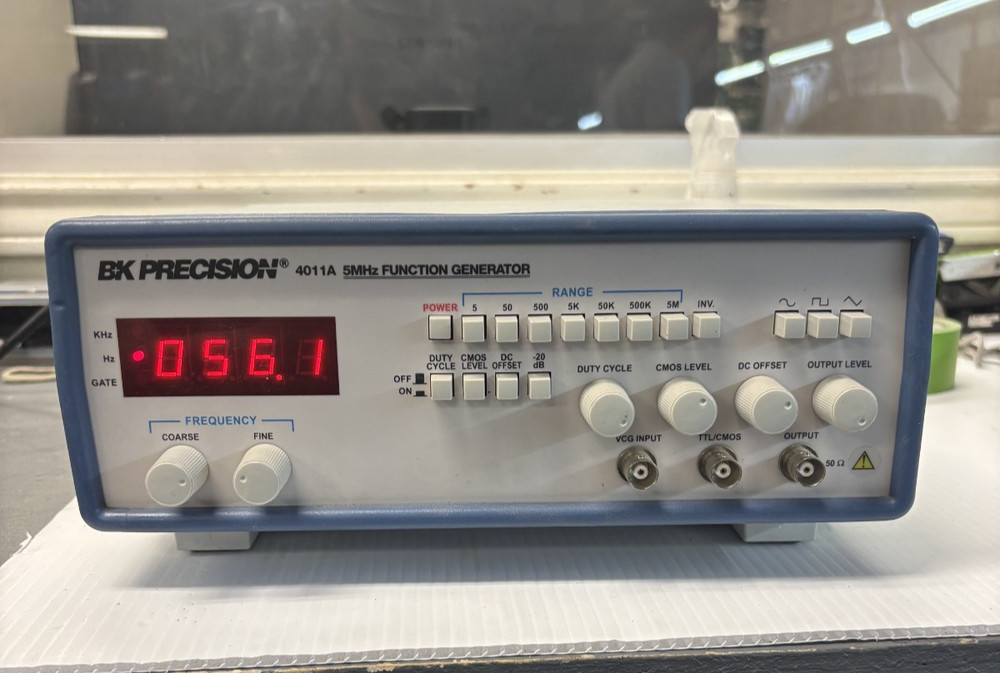 BK PRECISION® 4011A 5MHz FUNCTION GENERATOR
RANGE
POWER 5 50 500 5K 50K 500K 5M INV.
KHz
Hz
GATE
056.1
DUTY CYCLE CMOS LEVEL DC OFFSET -20 dB
OFF
ON
DUTY CYCLE CMOS LEVEL DC OFFSET OUTPUT LEVEL
FREQUENCY
COARSE FINE
VCG INPUT TTL/CMOS OUTPUT
50 Ω